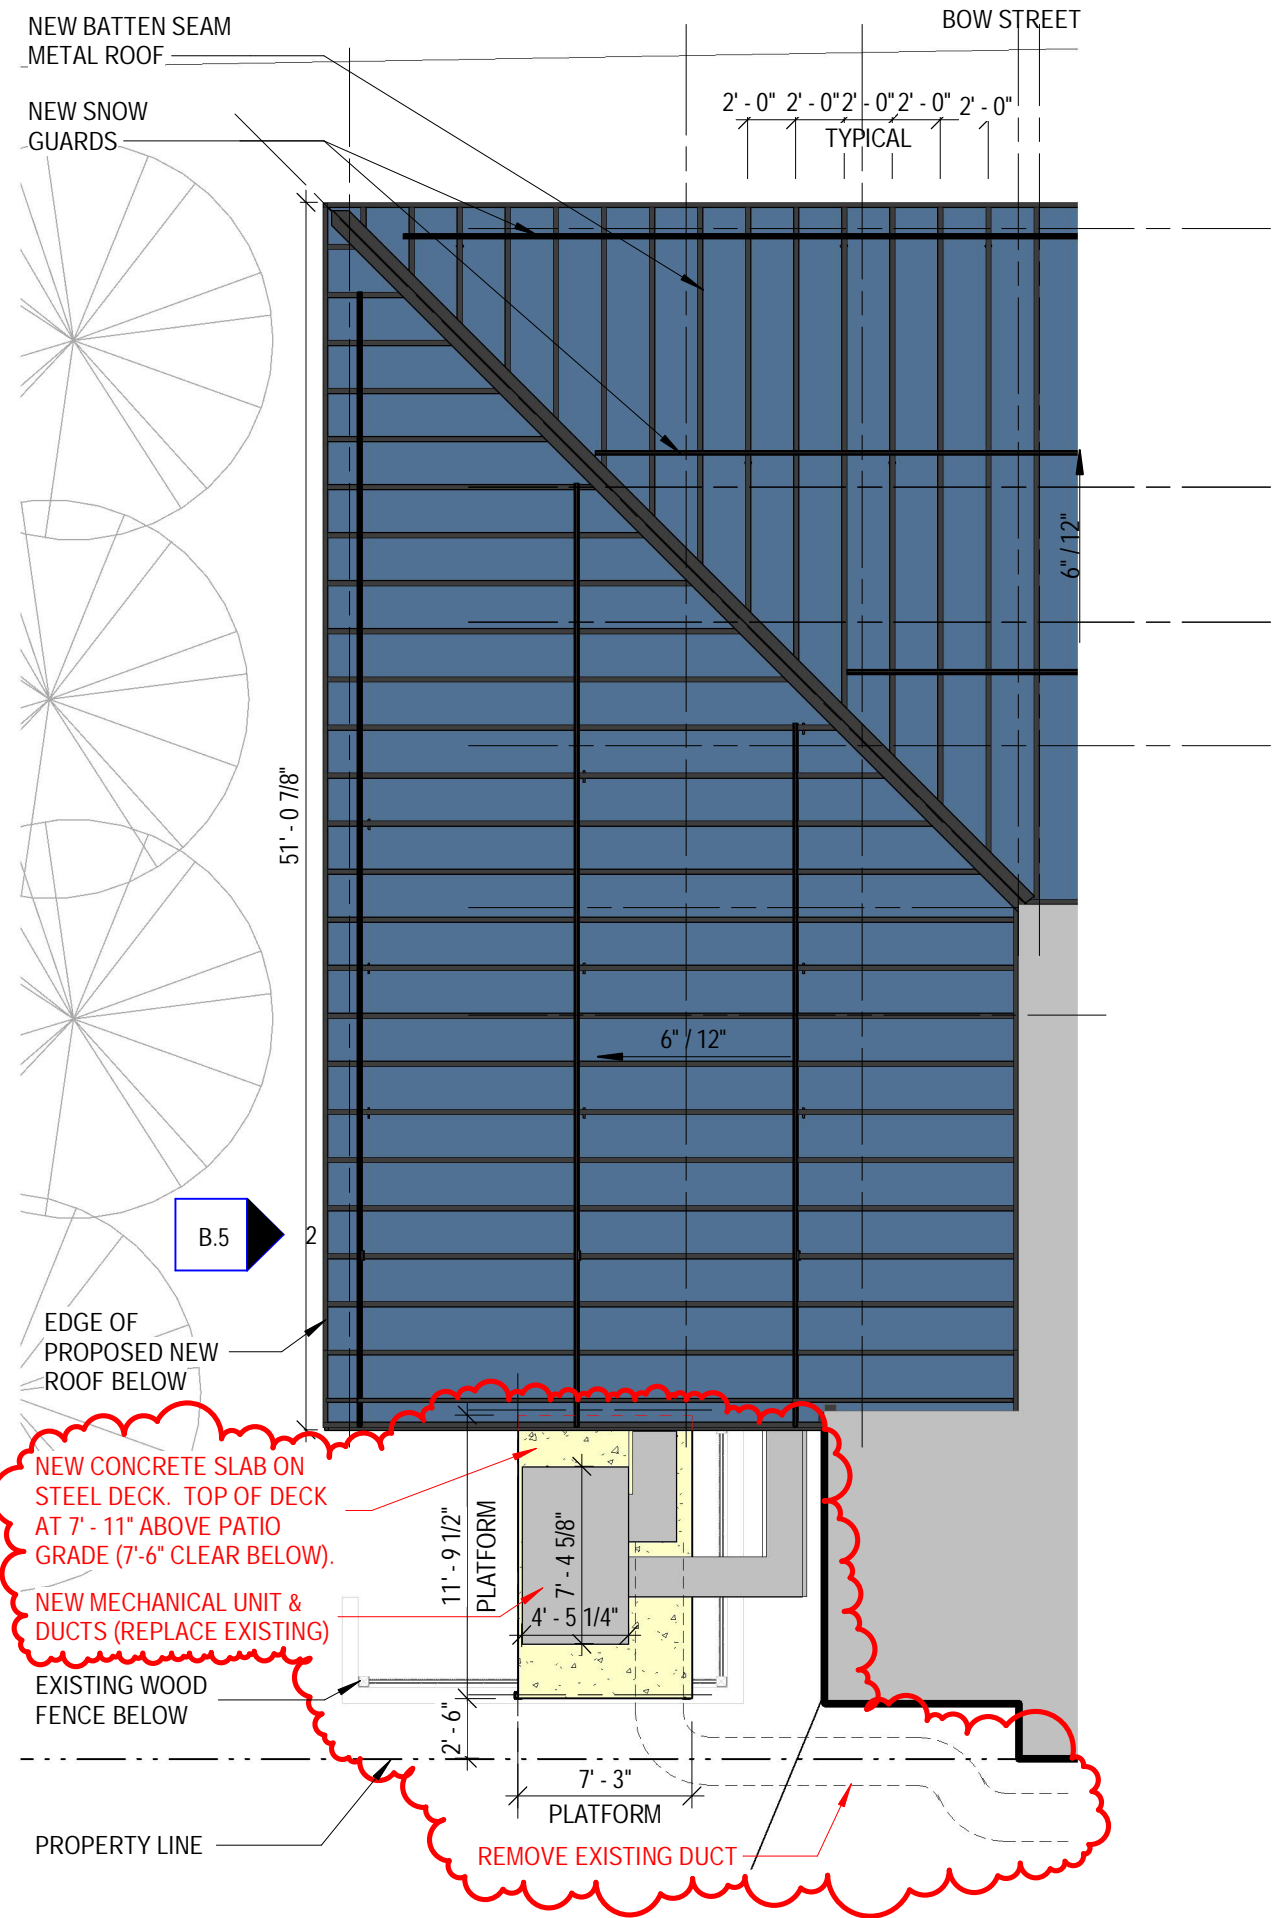 NEW BATTEN SEAM
METAL ROOF
BOW STREET
NEW SNOW
GUARDS
2' - 0" 2' - 0" 2' - 0" 2' - 0" 2' - 0"
TYPICAL
6" / 12"
51' - 0 7/8"
6" / 12"
B.5
2
EDGE OF
PROPOSED NEW
ROOF BELOW
NEW CONCRETE SLAB ON
STEEL DECK. TOP OF DECK
AT 7' - 11" ABOVE PATIO
GRADE (7'-6" CLEAR BELOW).
NEW MECHANICAL UNIT &
DUCTS (REPLACE EXISTING)
11' - 9 1/2"
PLATFORM
7' - 4 5/8"
4' - 5 1/4"
EXISTING WOOD
FENCE BELOW
2' - 6"
7' - 3"
PLATFORM
PROPERTY LINE
REMOVE EXISTING DUCT